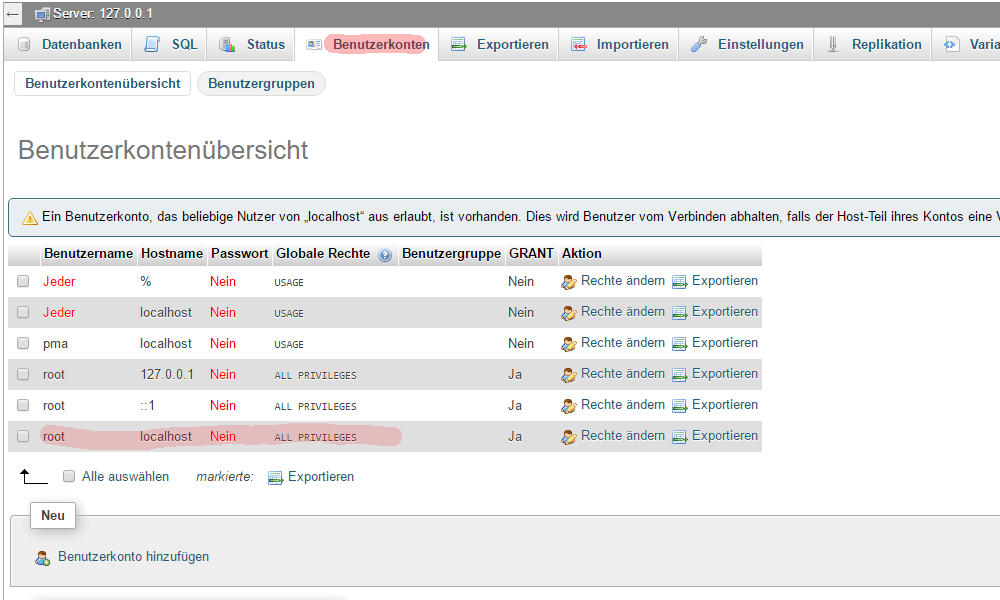 Server: 127.0.0.1
Datenbanken SQL Status Benutzerkonten Exportieren Importieren Einstellungen Replikation Varia
Benutzerkontenübersicht Benutzergruppen
Benutzerkontenübersicht
Ein Benutzerkonto, das beliebige Nutzer von „localhost“ aus erlaubt, ist vorhanden. Dies wird Benutzer vom Verbinden abhalten, falls der Host-Teil ihres Kontos eine V
Benutzername Hostname Passwort Globale Rechte Benutzergruppe GRANT Aktion
Jeder % Nein USAGE Nein Rechte ändern Exportieren
Jeder localhost Nein USAGE Nein Rechte ändern Exportieren
pma localhost Nein USAGE Nein Rechte ändern Exportieren
root 127.0.0.1 Nein ALL PRIVILEGES Ja Rechte ändern Exportieren
root ::1 Nein ALL PRIVILEGES Ja Rechte ändern Exportieren
root localhost Nein ALL PRIVILEGES Ja Rechte ändern Exportieren
Alle auswählen markierte: Exportieren
Neu
Benutzerkonto hinzufügen